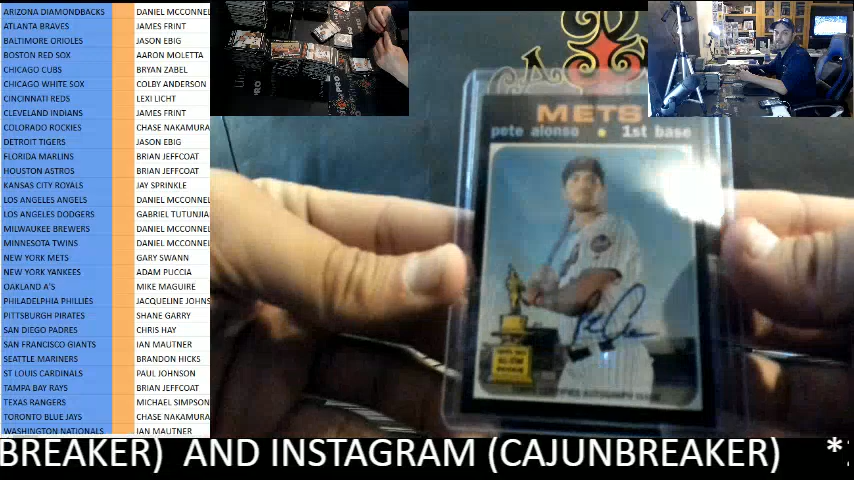 ARIZONA DIAMONDBACKS DANIEL MCCONNEL
ATLANTA BRAVES JAMES FRINT
BALTIMORE ORIOLES JASON EBIG
BOSTON RED SOX AARON MOLETTA
CHICAGO CUBS BRYAN ZABEL
CHICAGO WHITE SOX COLBY ANDERSON
CINCINNATI REDS LEXI LICHT
CLEVELAND INDIANS JAMES FRINT
COLORADO ROCKIES CHASE NAKAMURA
DETROIT TIGERS JASON EBIG
FLORIDA MARLINS BRIAN JEFFCOAT
HOUSTON ASTROS BRIAN JEFFCOAT
KANSAS CITY ROYALS JAY SPRINKLE
LOS ANGELES ANGELS DANIEL MCCONNEL
LOS ANGELES DODGERS GABRIEL TUTUNJIA
MILWAUKEE BREWERS DANIEL MCCONNEL
MINNESOTA TWINS DANIEL MCCONNEL
NEW YORK METS GARY SWANN
NEW YORK YANKEES ADAM PUCCIA
OAKLAND A'S MIKE MAGUIRE
PHILADELPHIA PHILLIES JACQUELINE JOHNS
PITTSBURGH PIRATES SHANE GARRY
SAN DIEGO PADRES CHRIS HAY
SAN FRANCISCO GIANTS IAN MAUTNER
SEATTLE MARINERS BRANDON HICKS
ST LOUIS CARDINALS PAUL JOHNSON
TAMPA BAY RAYS BRIAN JEFFCOAT
TEXAS RANGERS MICHAEL SIMPSON
TORONTO BLUE JAYS CHASE NAKAMURA
WASHINGTON NATIONALS IAN MAUTNER
METS
pete alonso • 1st base
BREAKER) AND INSTAGRAM (CAJUNBREAKER) *